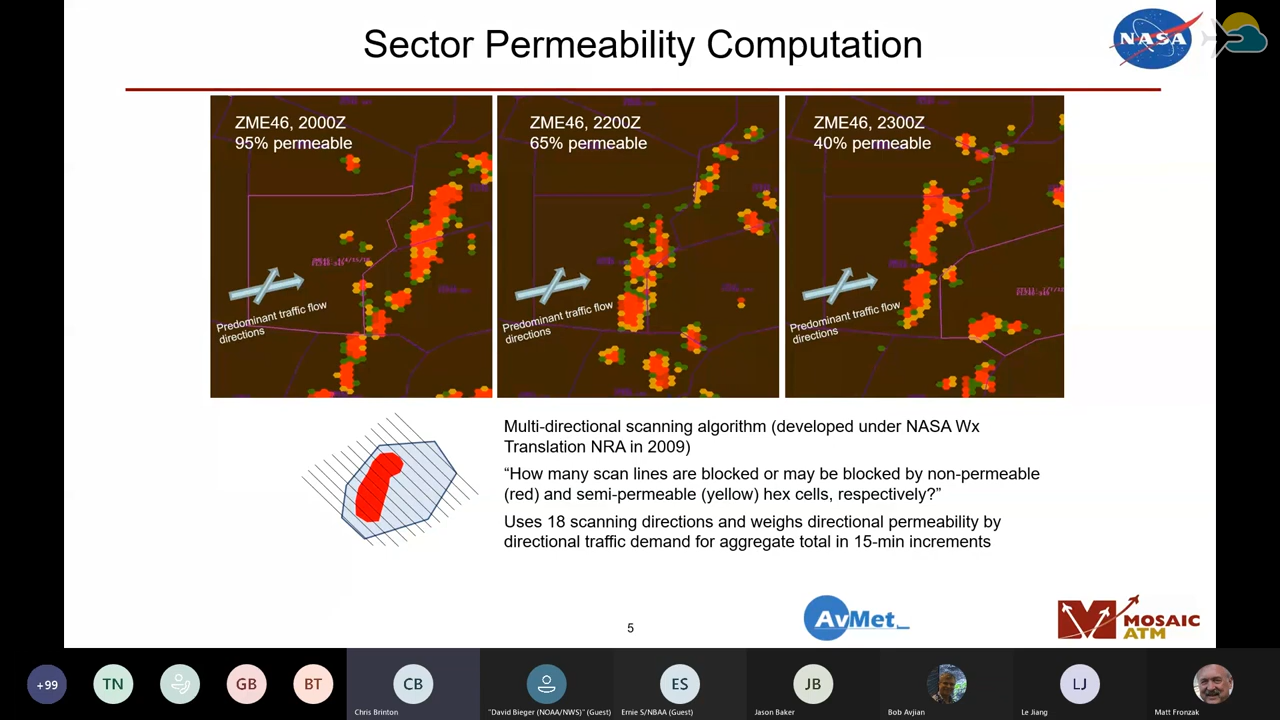 Sector Permeability Computation
NASA
ZME46, 2000Z
95% permeable
Predominant traffic flow
directions
ZME46, 2200Z
65% permeable
Predominant traffic flow
directions
ZME46, 2300Z
40% permeable
Predominant traffic flow
directions
Multi-directional scanning algorithm (developed under NASA Wx
Translation NRA in 2009)
“How many scan lines are blocked or may be blocked by non-permeable
(red) and semi-permeable (yellow) hex cells, respectively?”
Uses 18 scanning directions and weighs directional permeability by
directional traffic demand for aggregate total in 15-min increments
5
AvMet
MOSAIC
ATM
+99
TN
GB
BT
CB
Chris Brinton
"David Bieger (NOAA/NWS)" (Guest)
ES
Ernie S/NBAA (Guest)
JB
Jason Baker
Bob Avjian
LJ
Le Jiang
Matt Fronzak